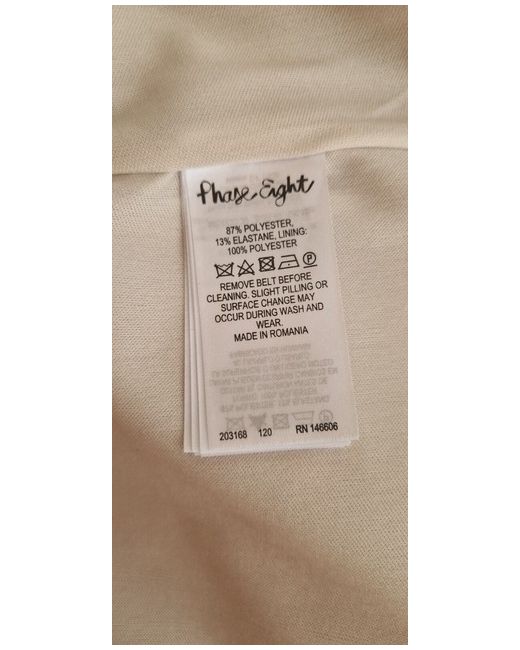 Phase Eight
87% POLYESTER,
13% ELASTANE, LINING:
100% POLYESTER
REMOVE BELT BEFORE
CLEANING. SLIGHT PILLING OR
SURFACE CHANGE MAY
OCCUR DURING WASH AND
WEAR.
MADE IN ROMANIA
203168 120 RN 146606